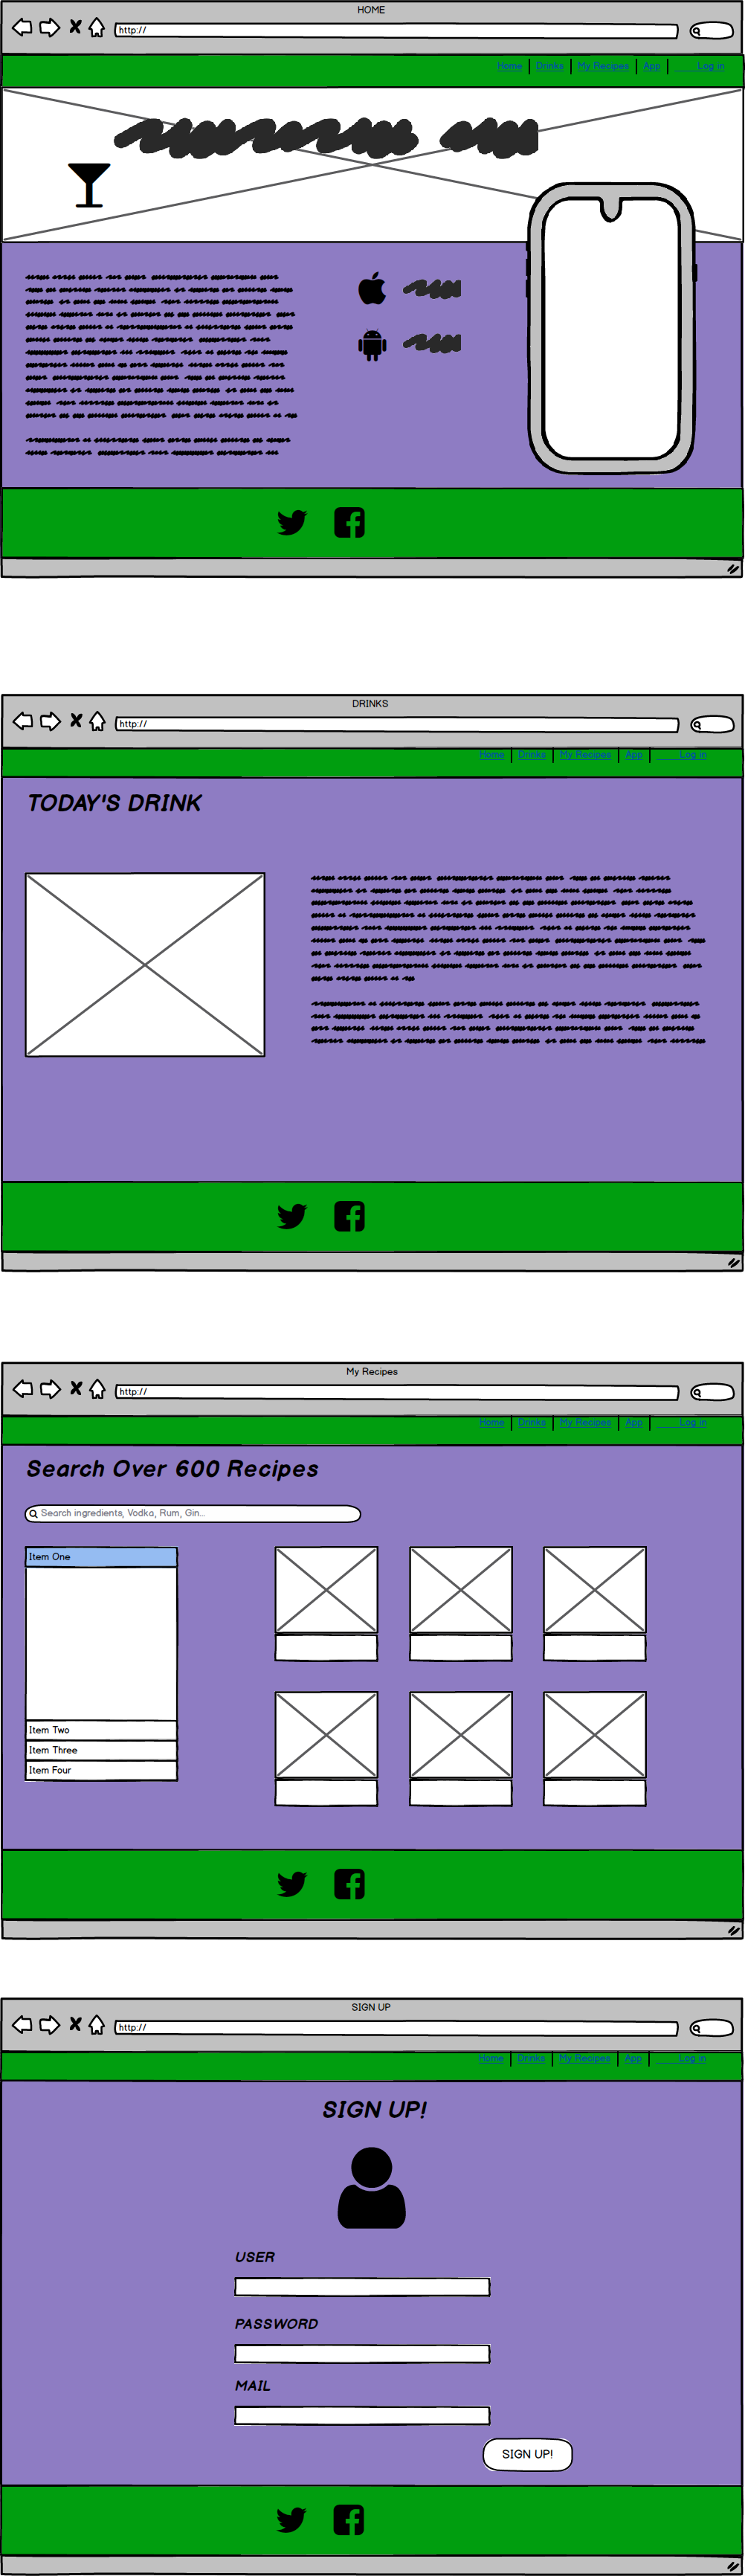 HOME
http://
Home Drinks My Recipes App Log in
DRINKS
http://
Home Drinks My Recipes App Log in
TODAY'S DRINK
My Recipes
http://
Home Drinks My Recipes App Log in
Search Over 600 Recipes
Search ingredients, Vodka, Rum, Gin...
Item One
Item Two
Item Three
Item Four
SIGN UP
http://
Home Drinks My Recipes App Log in
SIGN UP!
USER
PASSWORD
MAIL
SIGN UP!